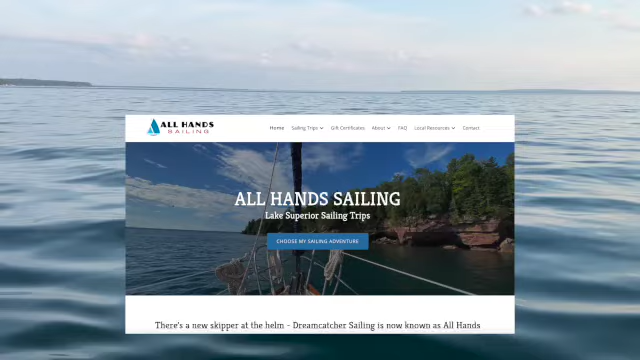 ALL HANDS
SAILING
Home Sailing Trips Gift Certificates About FAQ Local Resources Contact
ALL HANDS SAILING
Lake Superior Sailing Trips
CHOOSE MY SAILING ADVENTURE
There's a new skipper at the helm - Dreamcatcher Sailing is now known as All Hands